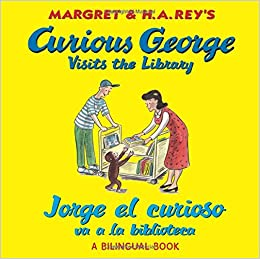 MARGRET & H.A.REY'S
Curious George
Visits the Library
Jorge el curioso
va a la biblioteca
A BILINGUAL BOOK